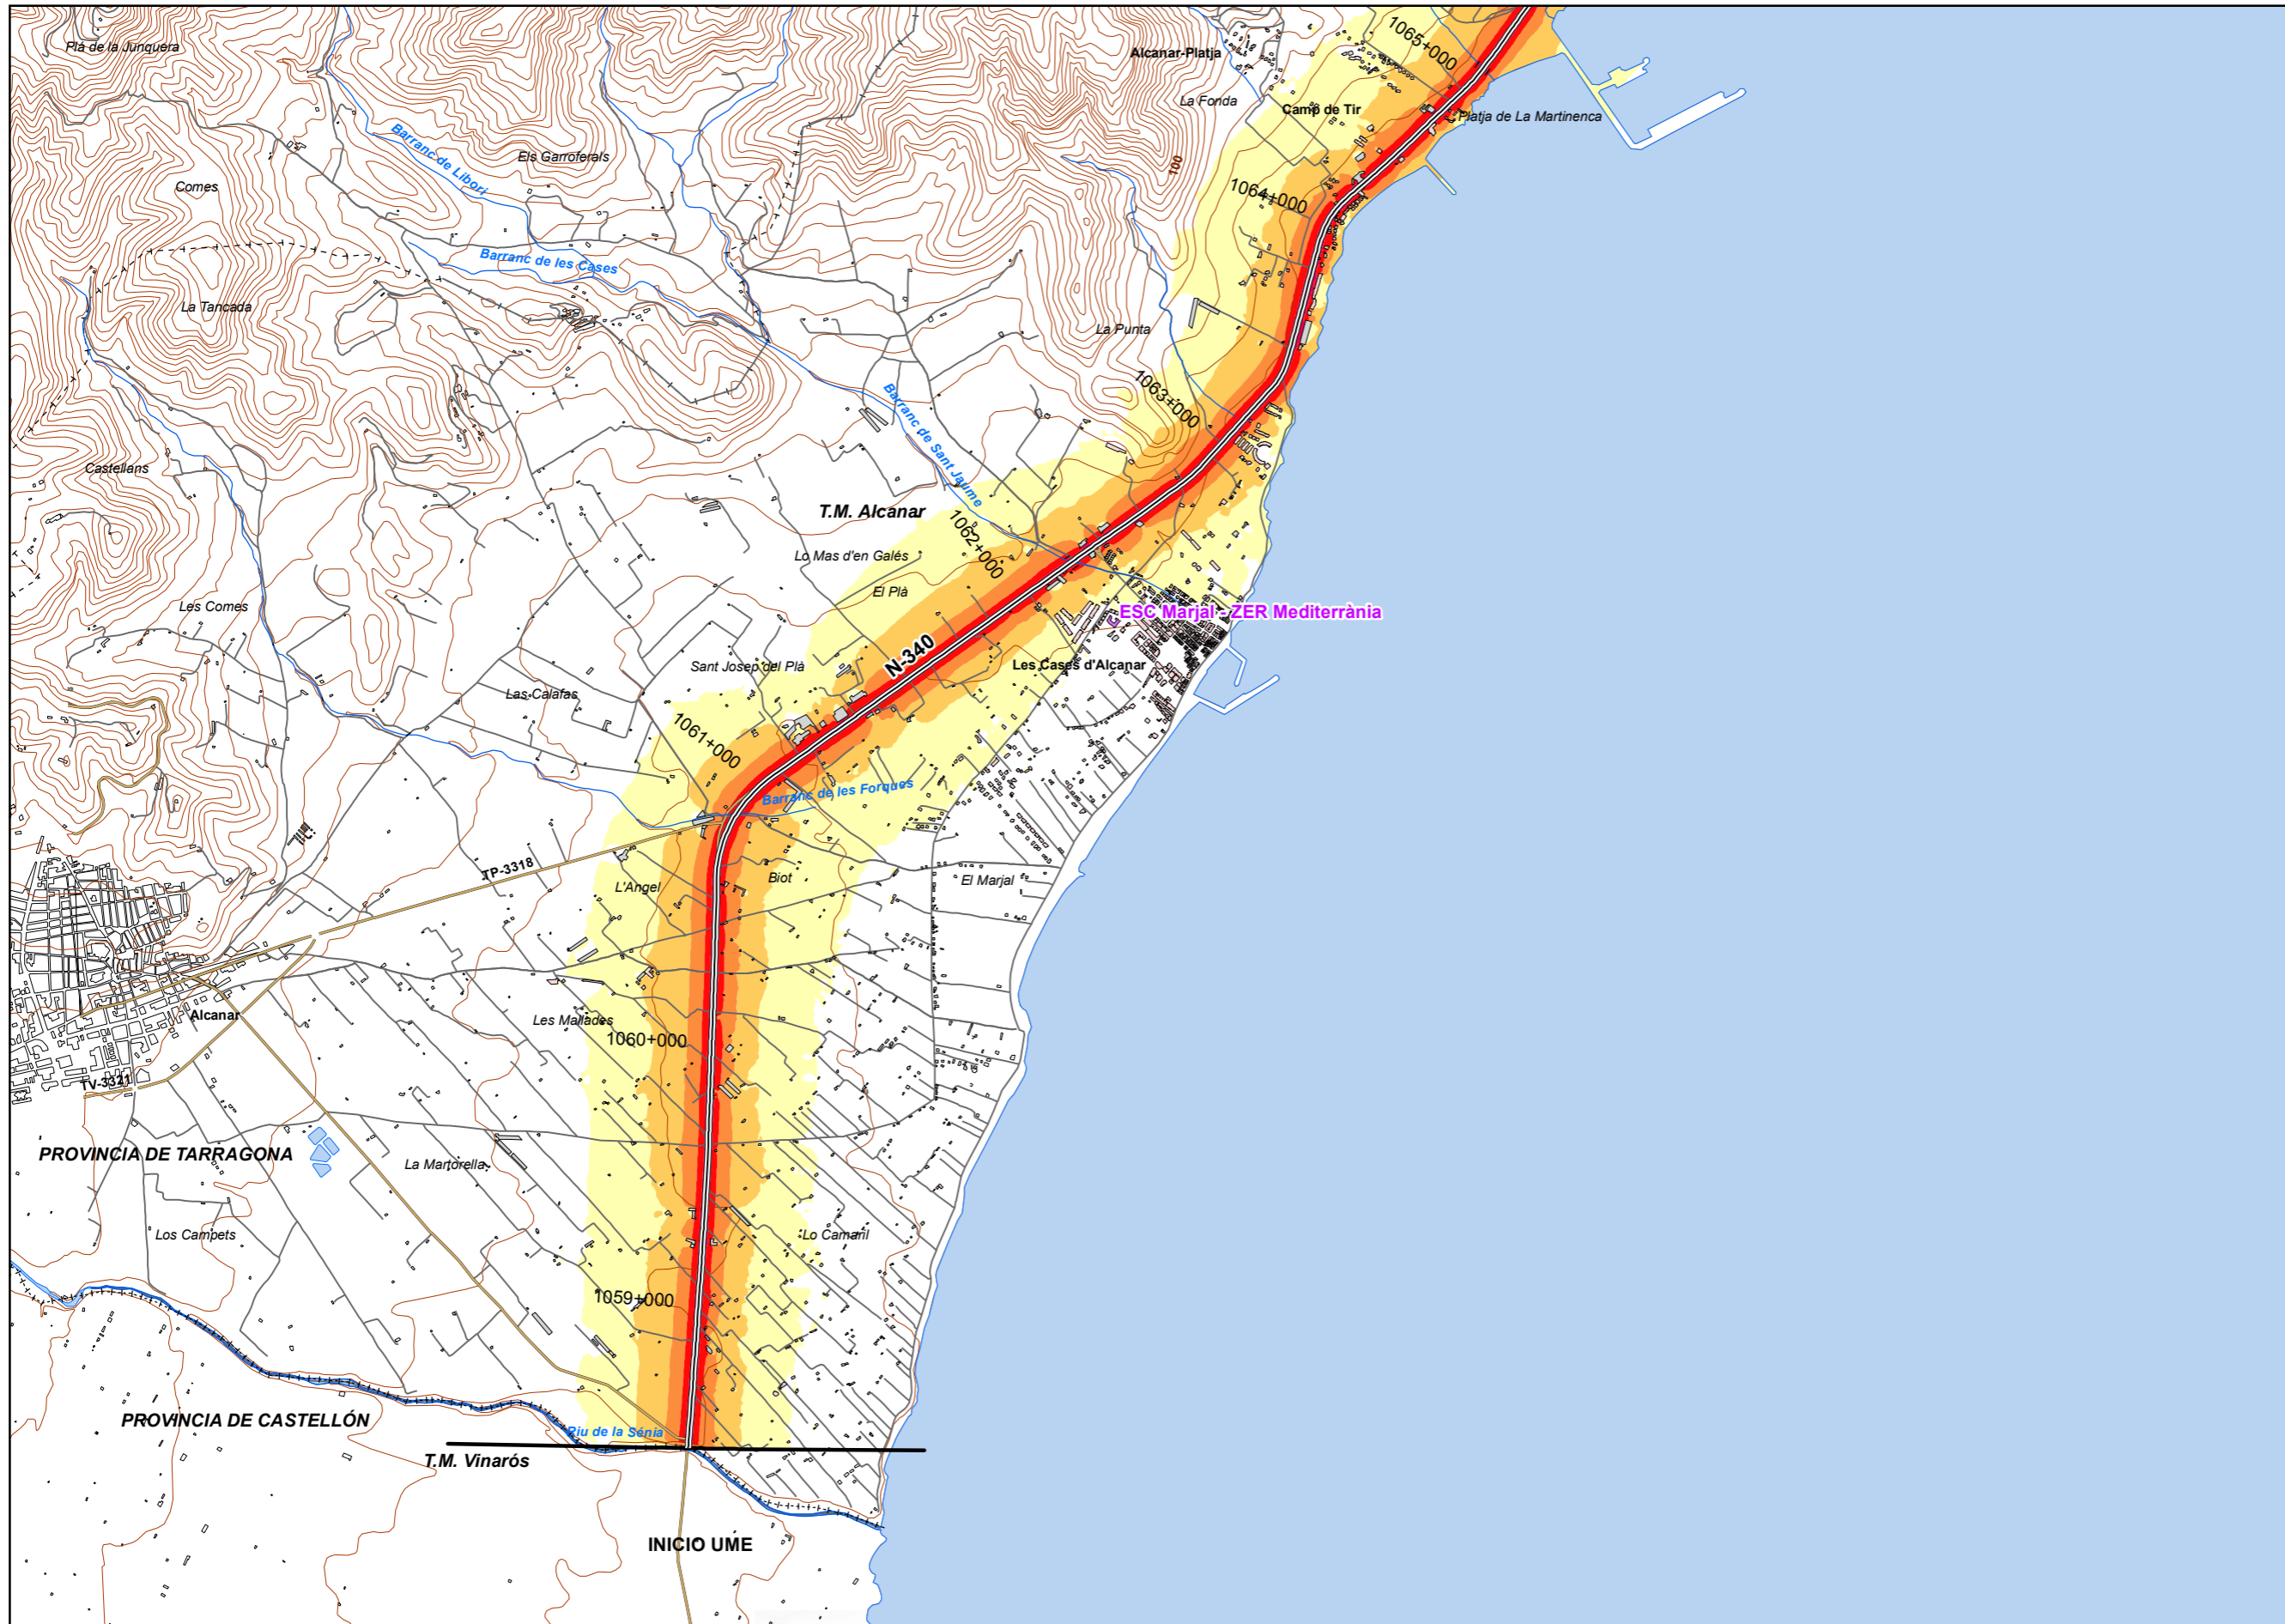 Plá de la Junquera
Alcanar-Platja
1065+000
La Fonda
Camp de Tir
Platja de La Martinenca
Barranc de Libori
Els Garroferals
100
Comes
1064+000
Barranc de les Cases
La Tancada
La Punta
1063+000
Barranc de Sant Jaume
Castellans
T.M. Alcanar
1062+000
Lo Mas d'en Galés
El Plà
Les Comes
ESC Marjal - ZER Mediterrània
N-340
Sant Josep del Plà
Les Cases d'Alcanar
Las Calafas
1061+000
Barranc de les Forques
TP-3318
L'Angel
Biot
El Marjal
Alcanar
Les Mallades
1060+000
TV-3321
PROVINCIA DE TARRAGONA
La Martorella
Los Campets
Lo Camaril
1059+000
PROVINCIA DE CASTELLÓN
Riu de la Sénia
T.M. Vinarós
INICIO UME